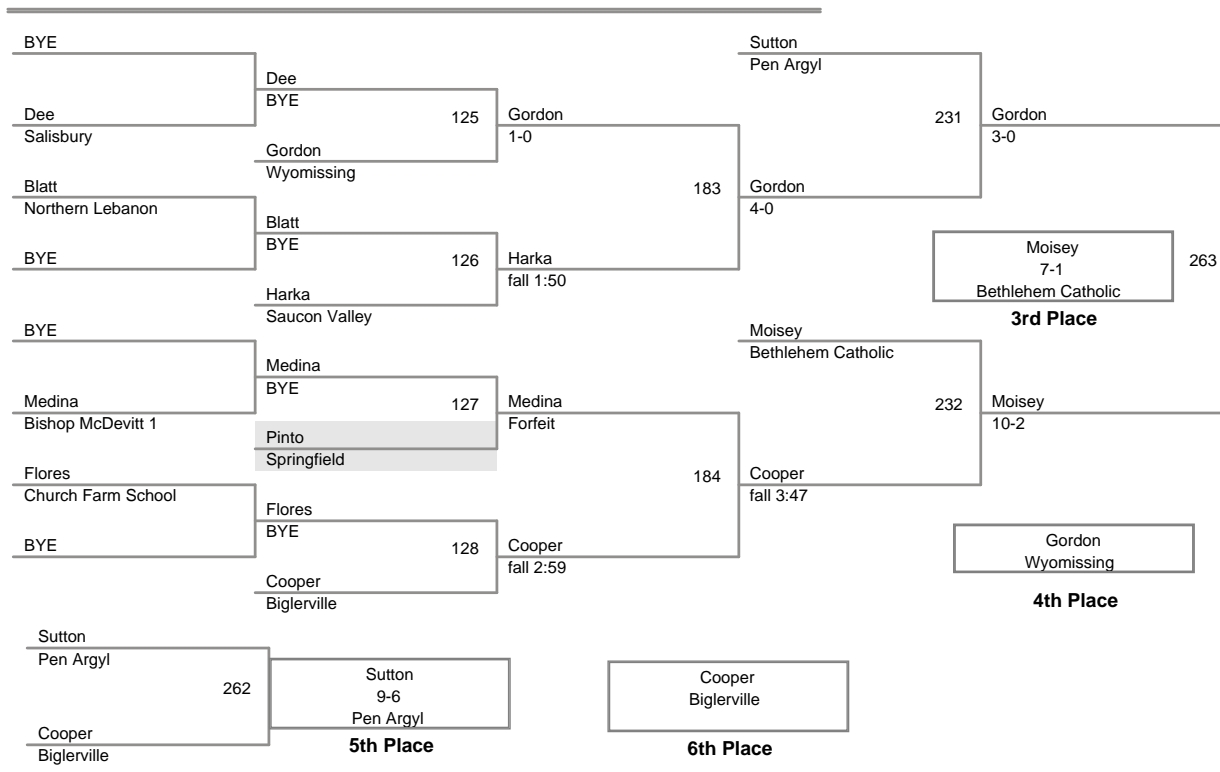 BYE
Dee
Salisbury
Blatt
Northern Lebanon
BYE
BYE
Medina
Bishop McDevitt 1
Flores
Church Farm School
BYE
Dee
BYE
125
Gordon
Wyomissing
Blatt
BYE
126
Harka
Saucon Valley
Medina
BYE
127
Pinto
Springfield
Flores
BYE
128
Cooper
Biglerville
Gordon
1-0
183
Harka
fall 1:50
Medina
Forfeit
184
Cooper
fall 2:59
Sutton
Pen Argyl
231
Gordon
4-0
Moisey
Bethlehem Catholic
232
Cooper
fall 3:47
Gordon
3-0
Moisey
7-1
Bethlehem Catholic
263
3rd Place
Moisey
10-2
Gordon
Wyomissing
4th Place
Sutton
Pen Argyl
262
Cooper
Biglerville
Sutton
9-6
Pen Argyl
5th Place
Cooper
Biglerville
6th Place